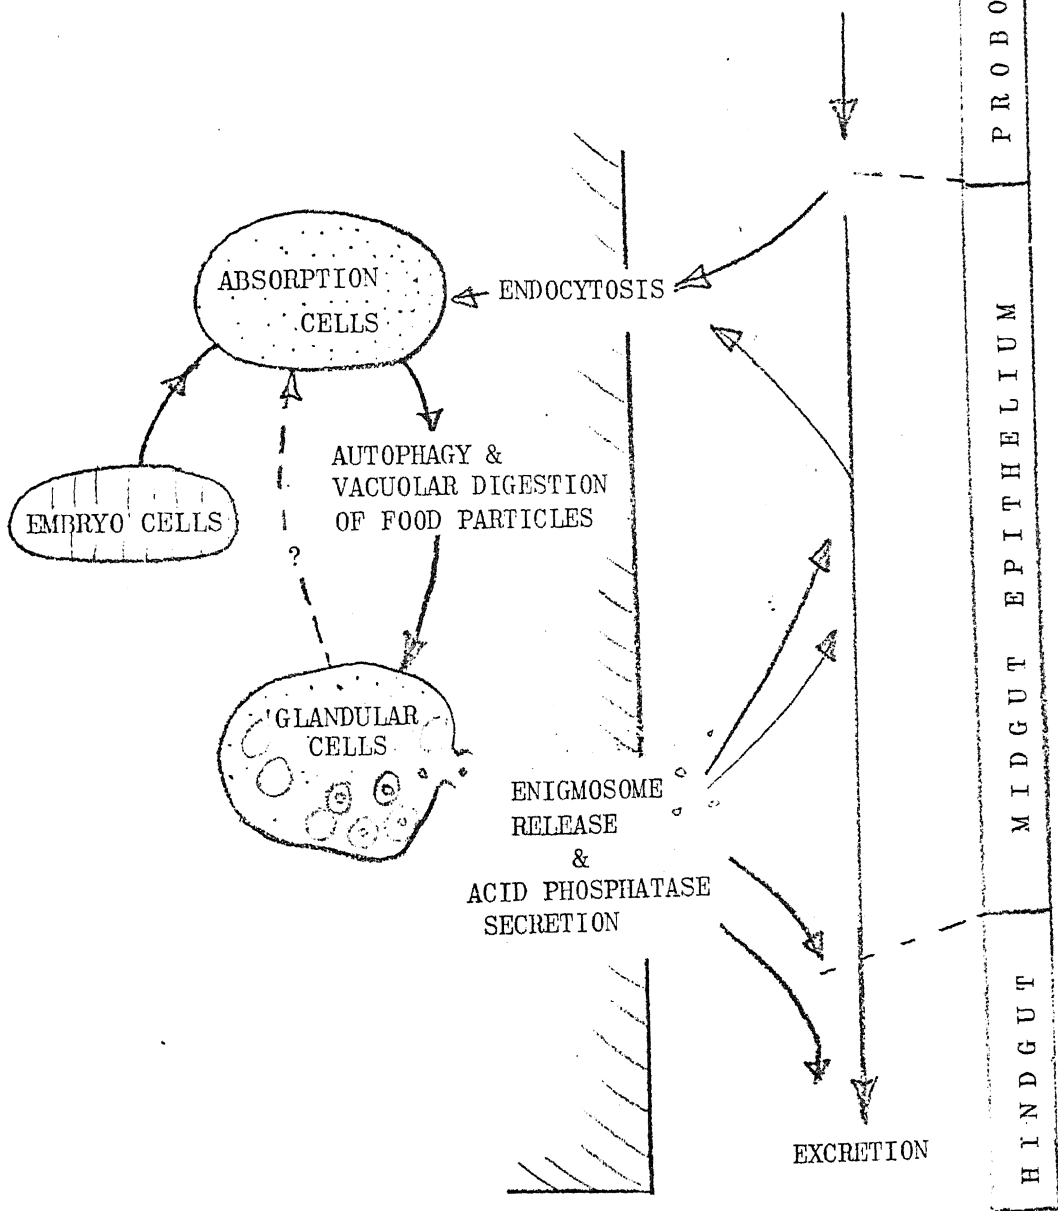 PROBO
ABSORPTION
CELLS
ENDOCYTOSIS
EMBRYO CELLS
AUTOPHAGY &
VACUOLAR DIGESTION
OF FOOD PARTICLES
?
GLANDULAR
CELLS
ENIGMOSOME
RELEASE
&
ACID PHOSPHATASE
SECRETION
MIDGUT EPITHELIUM
HINDGUT
EXCRETION